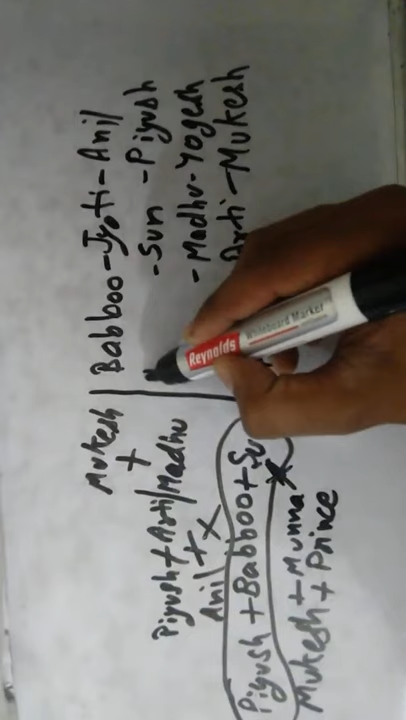 Mukesh | Babboo-Jyoti-Anil
+
-Sun -Piyush
-Madhu-Yogesh
Arti-Mukesh
Piyush+Arti/Madhu
Anil + x
Piyush+Babboo+Su
Mukesh+Munna
+Prince
Reynolds
Whiteboard Marker